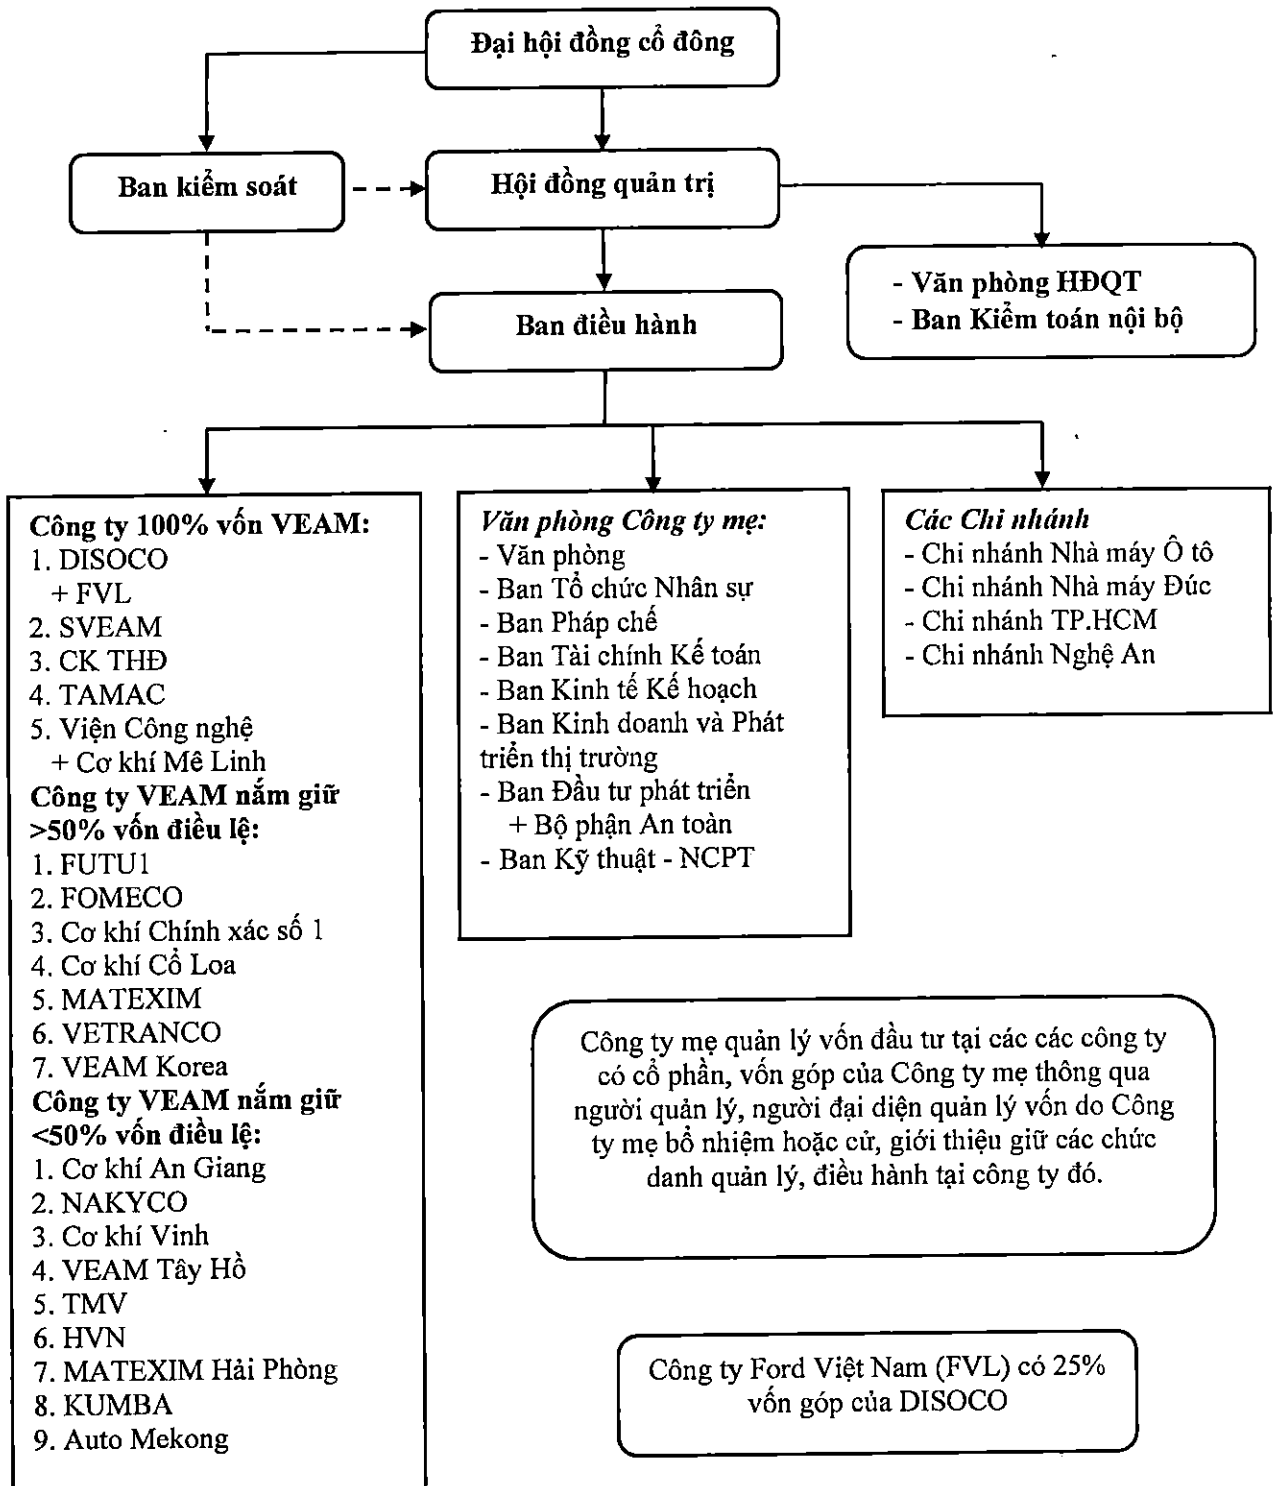 Đại hội đồng cổ đông
Ban kiểm soát
Hội đồng quản trị
- Văn phòng HĐQT
- Ban Kiểm toán nội bộ
Ban điều hành
Công ty 100% vốn VEAM:
1. DISOCO
+ FVL
2. SVEAM
3. CK THĐ
4. TAMAC
5. Viện Công nghệ
+ Cơ khí Mê Linh
Công ty VEAM nắm giữ
>50% vốn điều lệ:
1. FUTU1
2. FOMECO
3. Cơ khí Chính xác số 1
4. Cơ khí Cổ Loa
5. MATEXIM
6. VETRANCO
7. VEAM Korea
Công ty VEAM nắm giữ
<50% vốn điều lệ:
1. Cơ khí An Giang
2. NAKYCO
3. Cơ khí Vinh
4. VEAM Tây Hồ
5. TMV
6. HVN
7. MATEXIM Hải Phòng
8. KUMBA
9. Auto Mekong
Văn phòng Công ty mẹ:
- Văn phòng
- Ban Tổ chức Nhân sự
- Ban Pháp chế
- Ban Tài chính Kế toán
- Ban Kinh tế Kế hoạch
- Ban Kinh doanh và Phát
triển thị trường
- Ban Đầu tư phát triển
+ Bộ phận An toàn
- Ban Kỹ thuật - NCPT
Các Chi nhánh
- Chi nhánh Nhà máy Ô tô
- Chi nhánh Nhà máy Đúc
- Chi nhánh TP.HCM
- Chi nhánh Nghệ An
Công ty mẹ quản lý vốn đầu tư tại các các công ty
có cổ phần, vốn góp của Công ty mẹ thông qua
người quản lý, người đại diện quản lý vốn do Công
ty mẹ bổ nhiệm hoặc cử, giới thiệu giữ các chức
danh quản lý, điều hành tại công ty đó.
Công ty Ford Việt Nam (FVL) có 25%
vốn góp của DISOCO